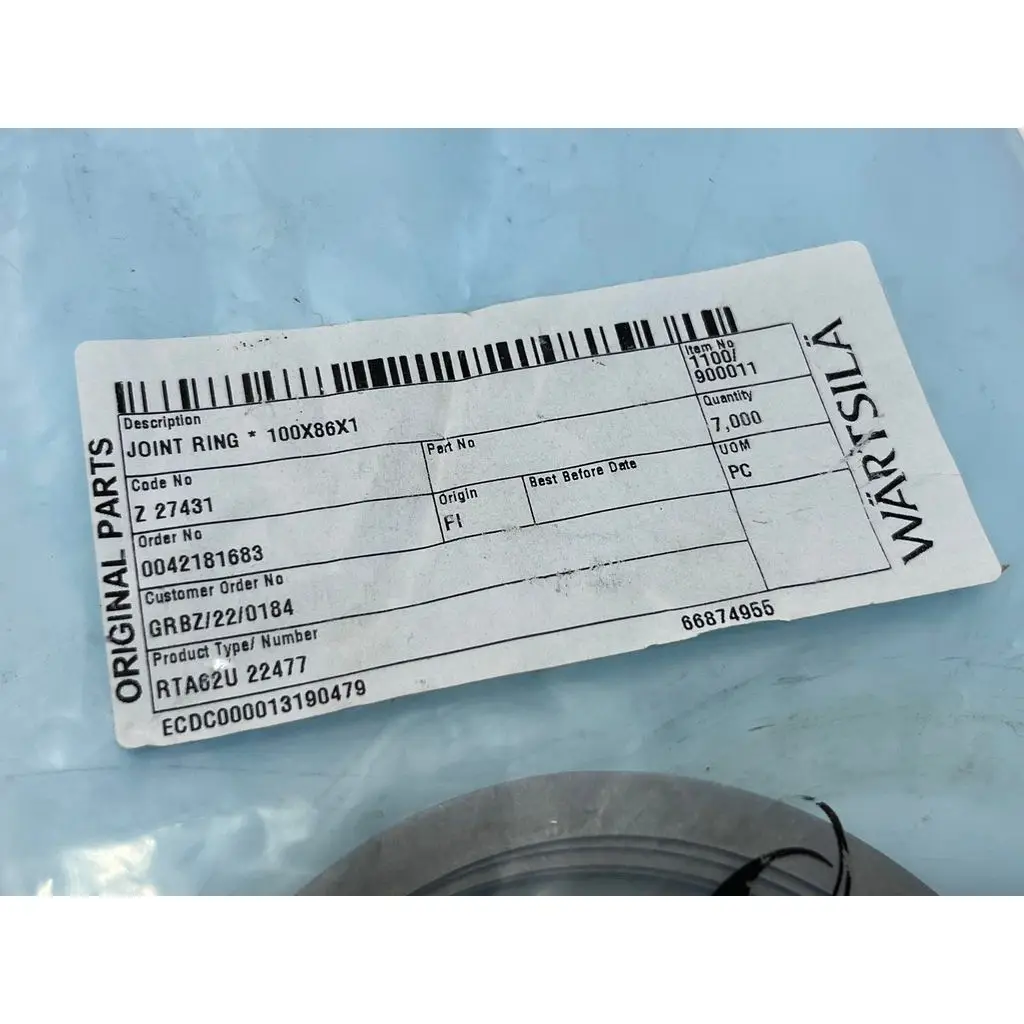 ORIGINAL PARTS
WÄRTSILÄ
Description
JOINT RING * 100X86X1
Item No
1100/
900011
Code No
Z 27431
Part No
Quantity
7,000
Order No
0042181683
Origin
FI
Best Before Date
UOM
PC
Customer Order No
GRBZ/22/0184
Product Type/ Number
RTA62U 22477
ECDC000013190479
66874955